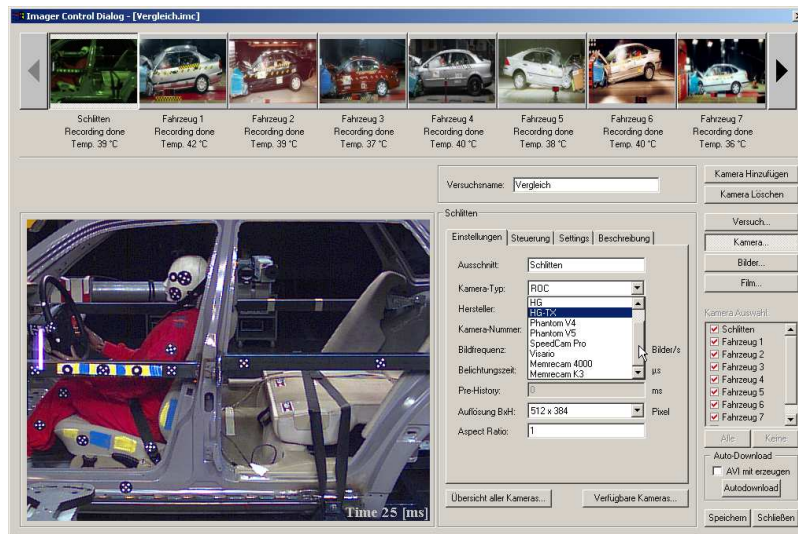 Imager Control Dialog - [Vergleich.imc]
Schlitten
Recording done
Temp. 39 °C
Fahrzeug 1
Recording done
Temp. 42 °C
Fahrzeug 2
Recording done
Temp. 39 °C
Fahrzeug 3
Recording done
Temp. 37 °C
Fahrzeug 4
Recording done
Temp. 40 °C
Fahrzeug 5
Recording done
Temp. 38 °C
Fahrzeug 6
Recording done
Temp. 40 °C
Fahrzeug 7
Recording done
Temp. 36 °C
Versuchsname: Vergleich
Schlitten
Einstellungen Steuerung Settings Beschreibung
Ausschnitt: Schlitten
Kamera-Typ: ROC
HG
HG-TX
Phantom V4
Phantom V5
SpeedCam Pro
Visario
Memrecam 4000
Memrecam K3
Hersteller:
Kamera-Nummer:
Bildfrequenz: Bilder/s
Belichtungszeit: µs
Pre-History: 0 ms
Auflösung BxH: 512 x 384 Pixel
Aspect Ratio: 1
Übersicht aller Kameras... Verfügbare Kameras...
Kamera Hinzufügen
Kamera Löschen
Versuch...
Kamera...
Bilder...
Film...
Kamera Auswahl:
Schlitten
Fahrzeug 1
Fahrzeug 2
Fahrzeug 3
Fahrzeug 4
Fahrzeug 5
Fahrzeug 6
Fahrzeug 7
Alle Keine
Auto-Download
AVI mit erzeugen
Autodownload
Speichern Schließen
Time 25 [ms]